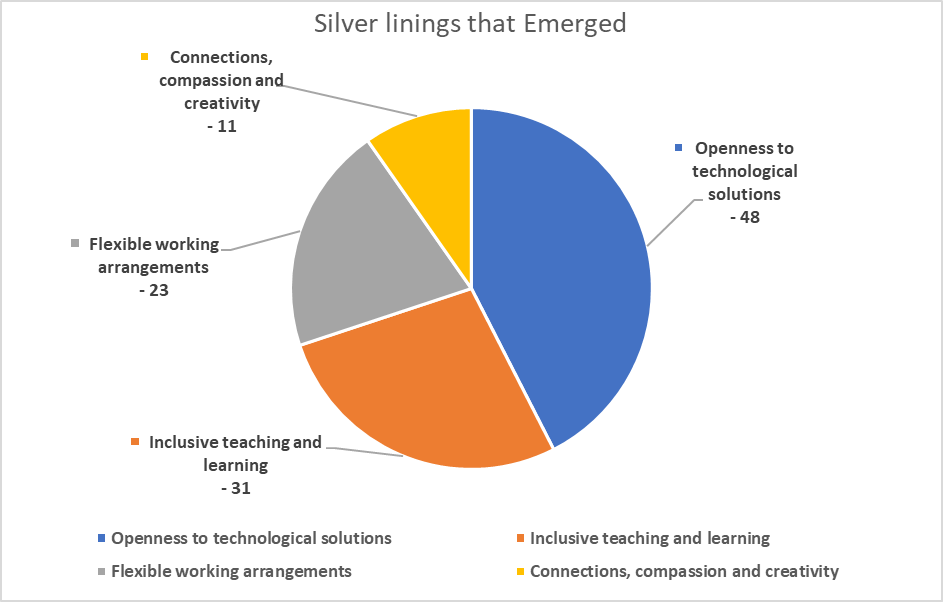 Silver linings that Emerged
Connections,
compassion and
creativity
- 11
Openness to
technological
solutions
- 48
Flexible working
arrangements
- 23
Inclusive teaching and
learning
- 31
Openness to technological solutions
Inclusive teaching and learning
Flexible working arrangements
Connections, compassion and creativity